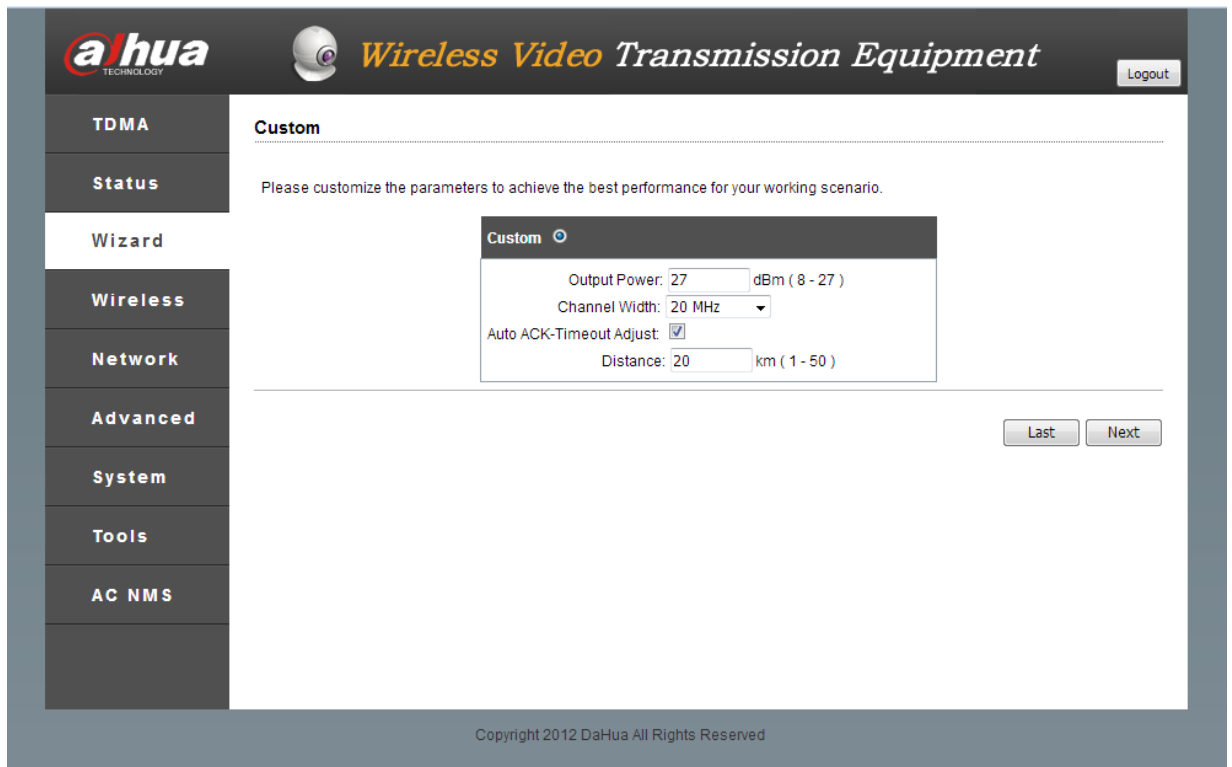 alhua
TECHNOLOGY
Wireless Video Transmission Equipment
Logout
TDMA
Status
Wizard
Wireless
Network
Advanced
System
Tools
AC NMS
Custom
Please customize the parameters to achieve the best performance for your working scenario.
Custom
Output Power: 27 dBm ( 8 - 27 )
Channel Width: 20 MHz
Auto ACK-Timeout Adjust:
Distance: 20 km ( 1 - 50 )
Last Next
Copyright 2012 DaHua All Rights Reserved